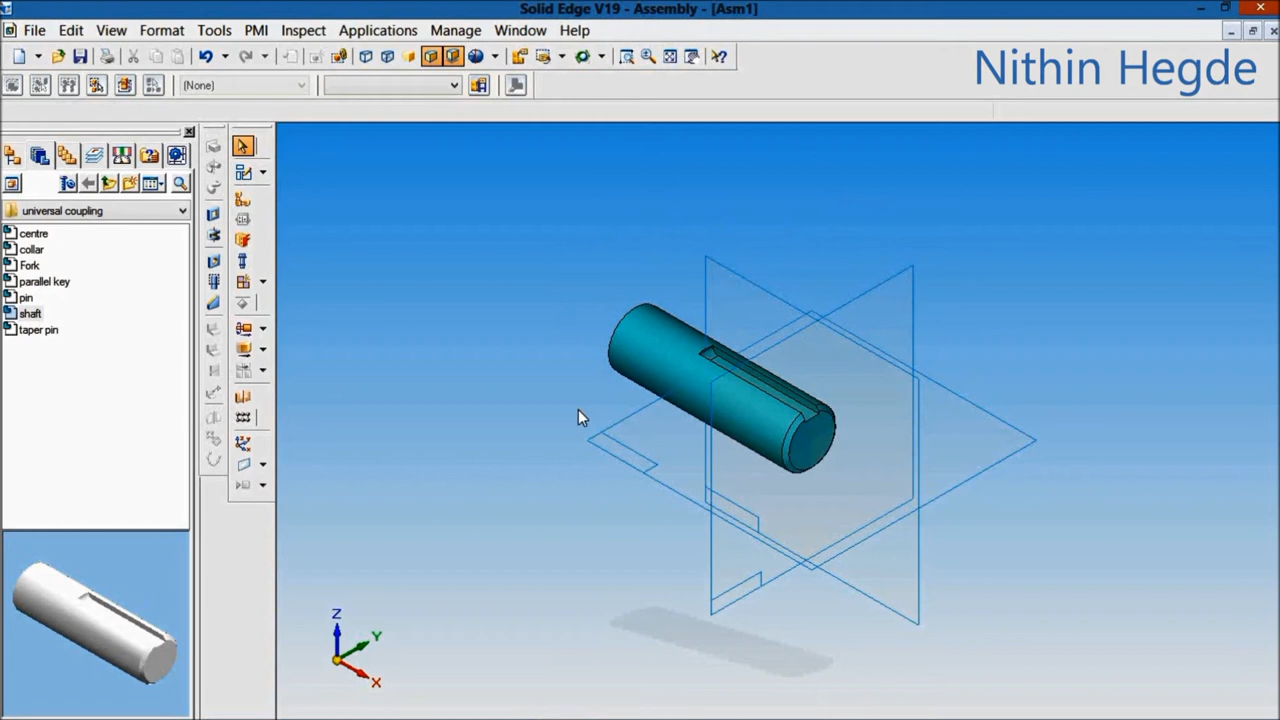 Solid Edge V19 - Assembly - [Asm1]
File Edit View Format Tools PMI Inspect Applications Manage Window Help
Nithin Hegde
(None)
universal coupling
centre
collar
Fork
parallel key
pin
shaft
taper pin
Z
Y
X